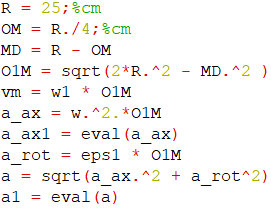 R = 25;%cm
OM = R./4;%cm
MD = R - OM
O1M = sqrt(2*R.^2 - MD.^2 )
vm = w1 * O1M
a_ax = w.^2.*O1M
a_ax1 = eval(a_ax)
a_rot = eps1 * O1M
a = sqrt(a_ax.^2 + a_rot^2)
a1 = eval(a)